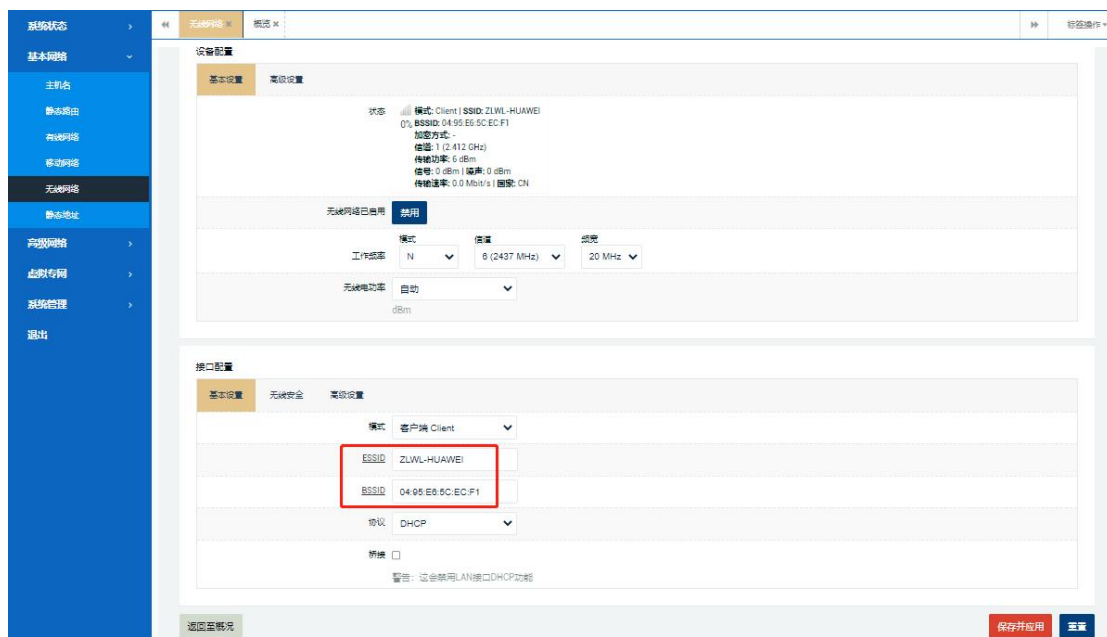 系统状态
基本网络
主机名
静态路由
有线网络
移动网络
无线网络
静态地址
高级网络
虚拟专网
系统管理
退出
无线网络 ×
概览 ×
标签操作
设备配置
基本设置
高级设置
状态
模式: Client | SSID: ZLWL-HUAWEI
0% BSSID: 04:95:E6:5C:EC:F1
加密方式: -
信道: 1 (2.412 GHz)
传输功率: 6 dBm
信号: 0 dBm | 噪声: 0 dBm
传输速率: 0.0 Mbit/s | 国家: CN
无线网络已启用 禁用
模式 信道 频宽
工作频率 N 6 (2437 MHz) 20 MHz
无线电功率 自动
dBm
接口配置
基本设置 无线安全 高级设置
模式 客户端 Client
ESSID ZLWL-HUAWEI
BSSID 04:95:E6:5C:EC:F1
协议 DHCP
桥接
警告：这会禁用LAN接口DHCP功能
返回至概况
保存并应用 重置